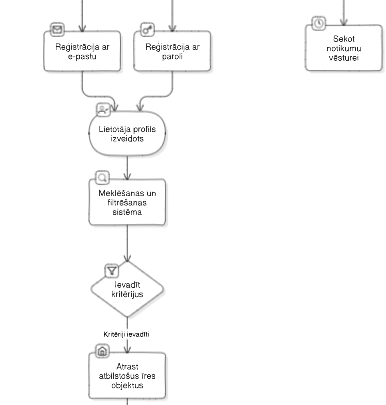 Reģistrācija ar
e-pastu
Reģistrācija ar
paroli
Sekot
notikumu
vēsturei
Lietotāja profils
izveidots
Meklēšanas un
filtrēšanas
sistēma
Ievadīt
kritērijus
Kritēriji ievadīti
Atrast
atbilstošus īres
objektus